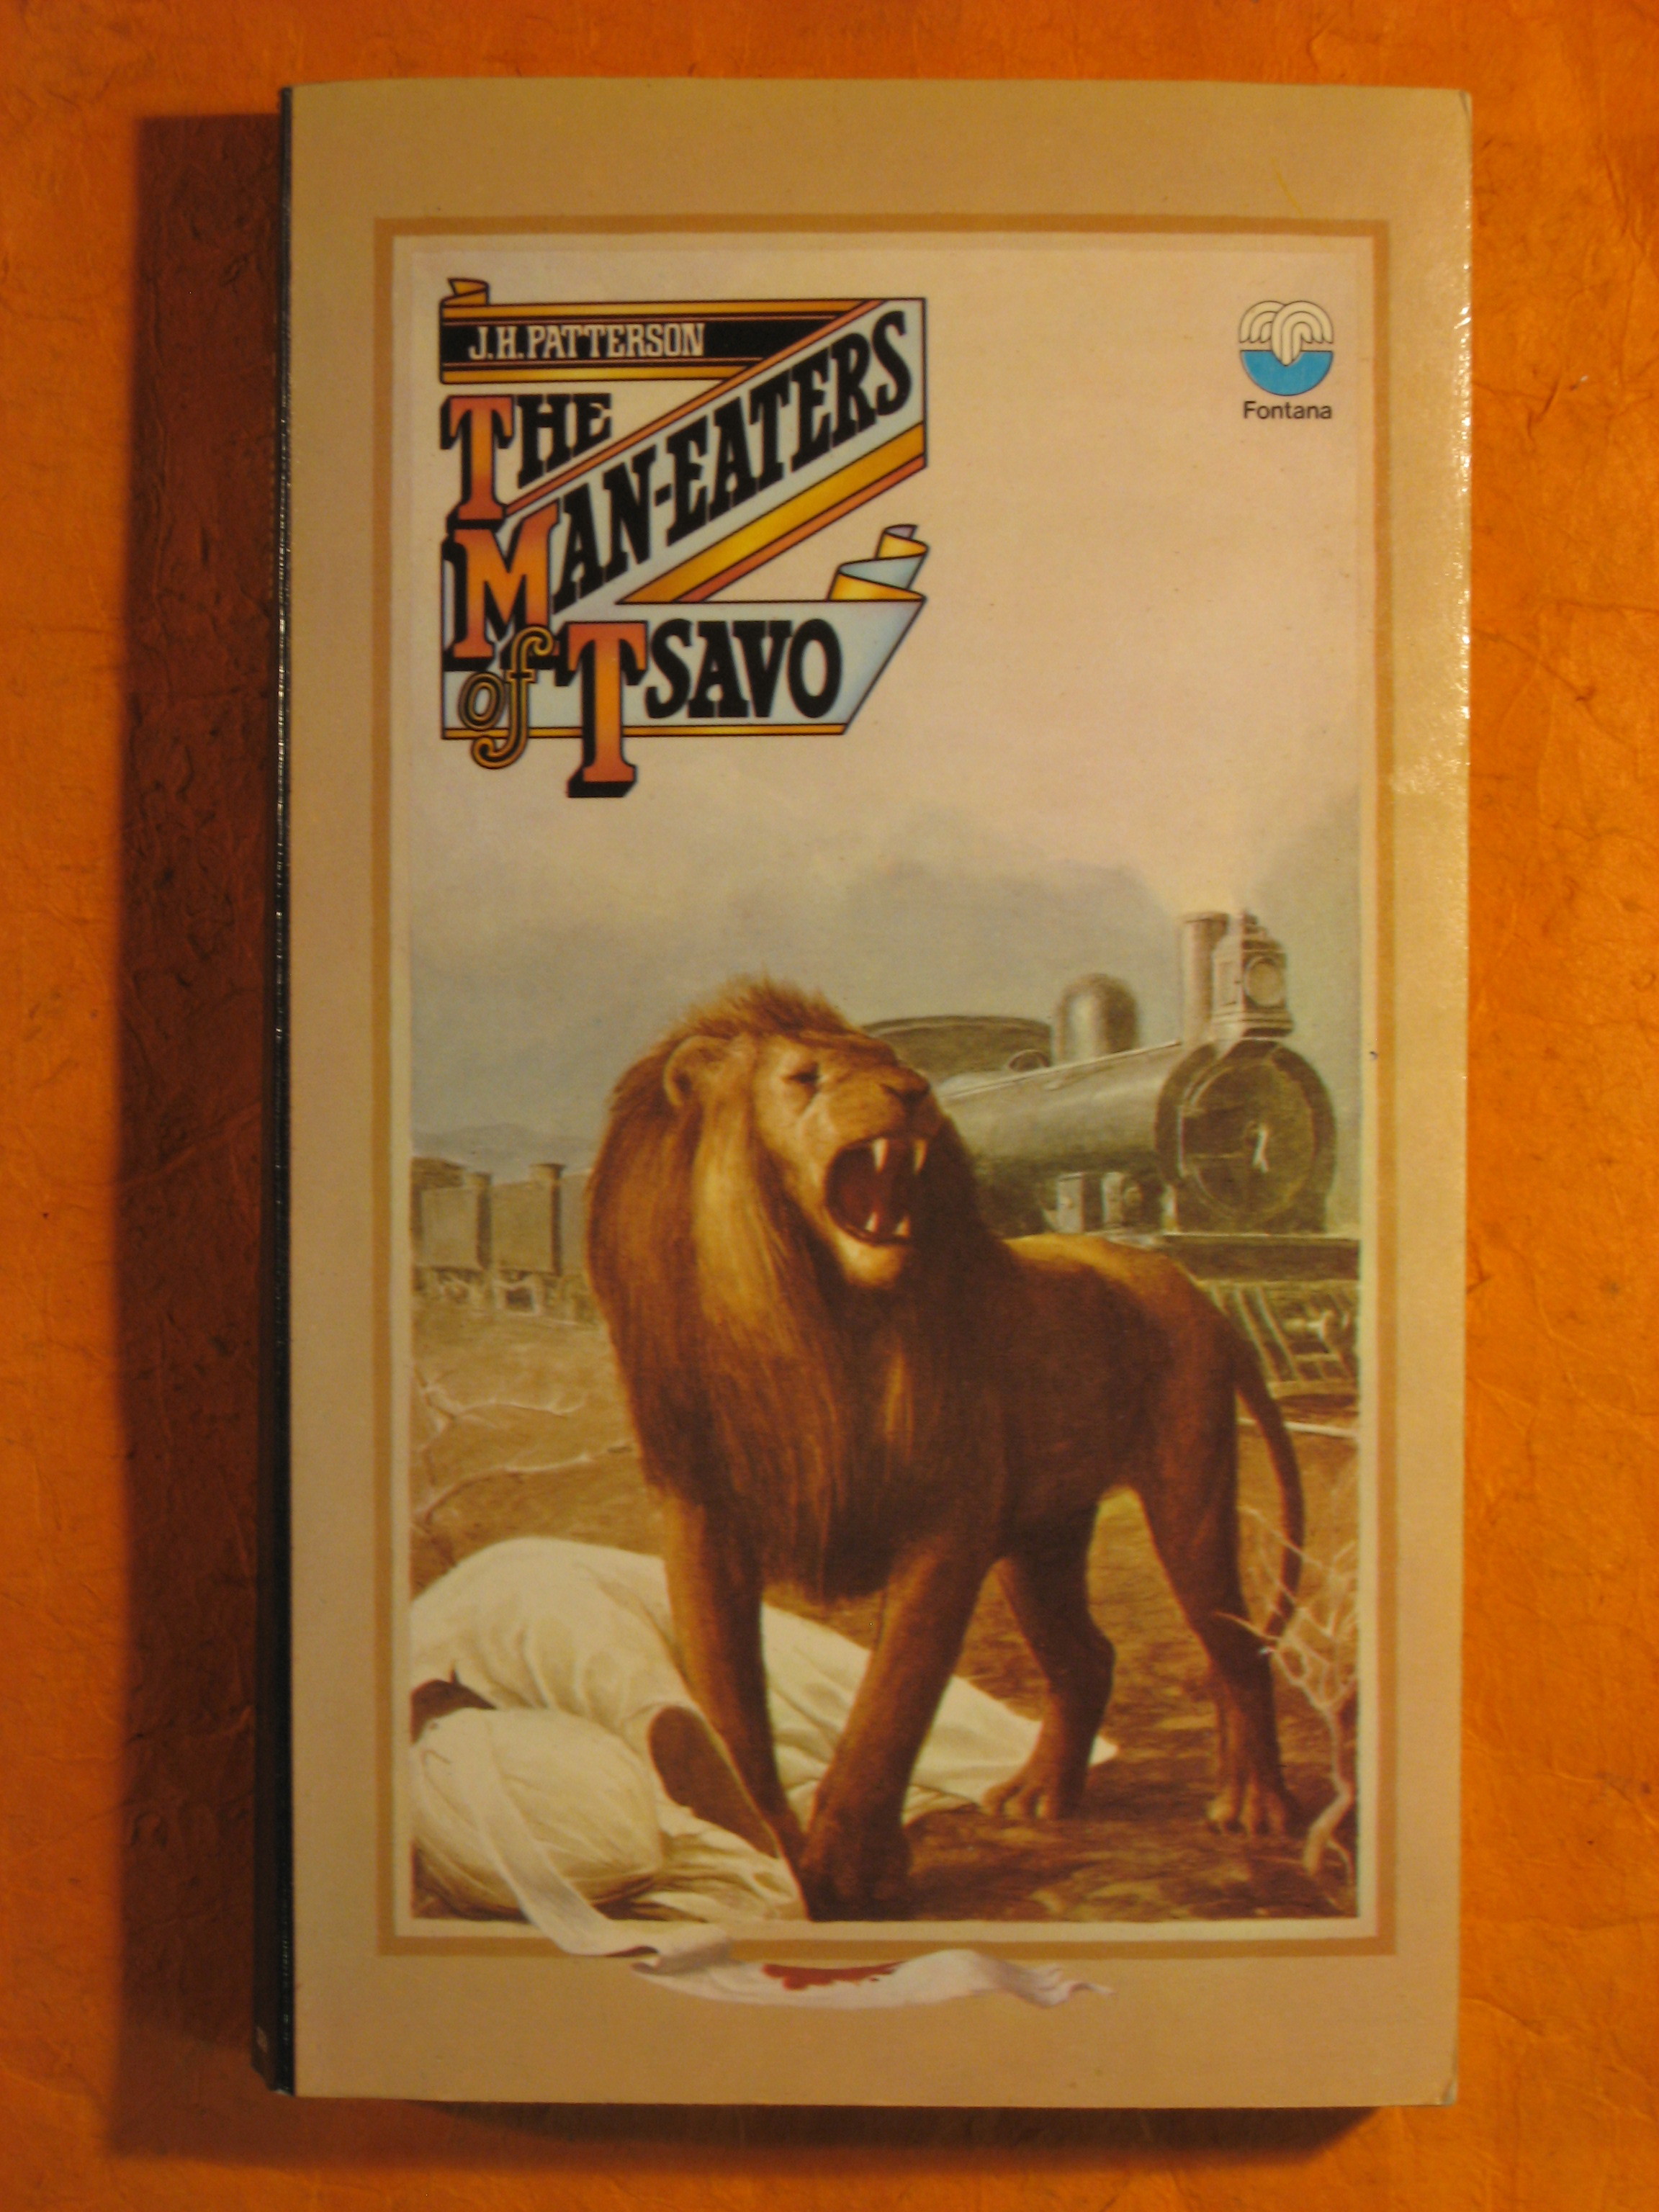 J.H. PATTERSON
THE
MAN-EATERS
of TSAVO
Fontana